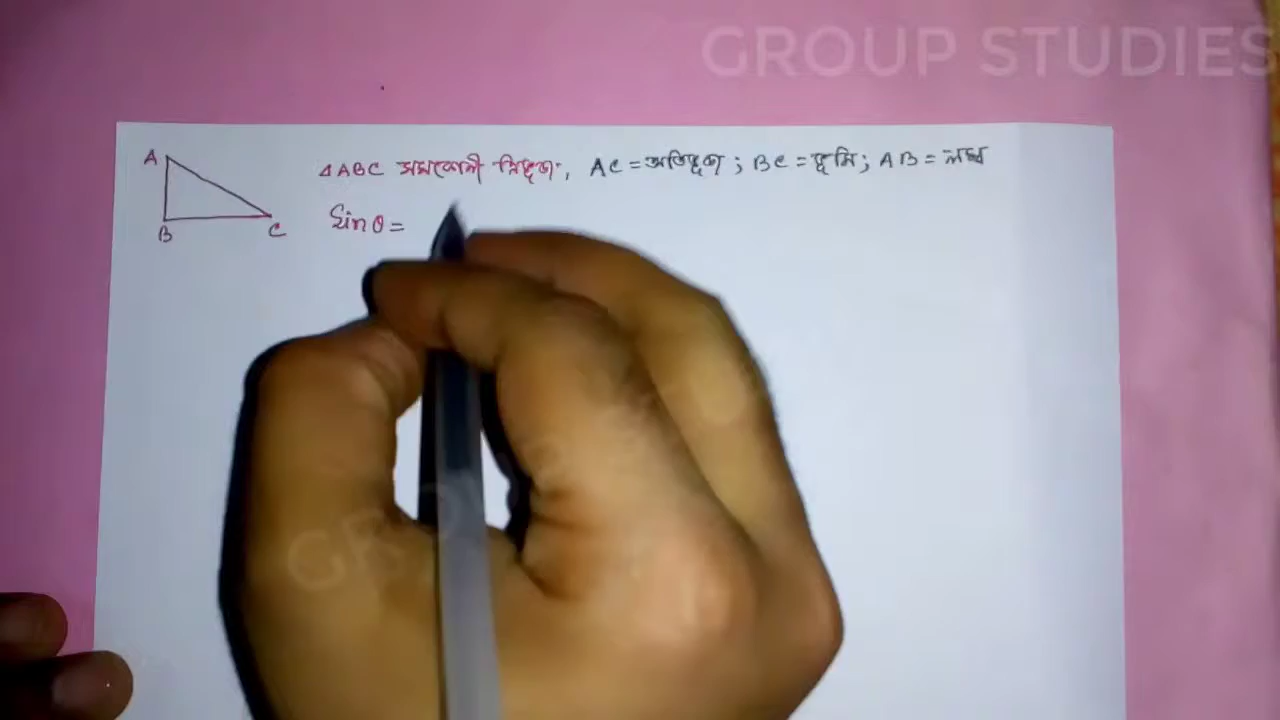 GROUP STUDIES
A
ΔABC সমকোণী ত্রিভুজ, AC = অতিভুজ ; BC = ভূমি ; AB = লম্ব
Sin θ =
B
C